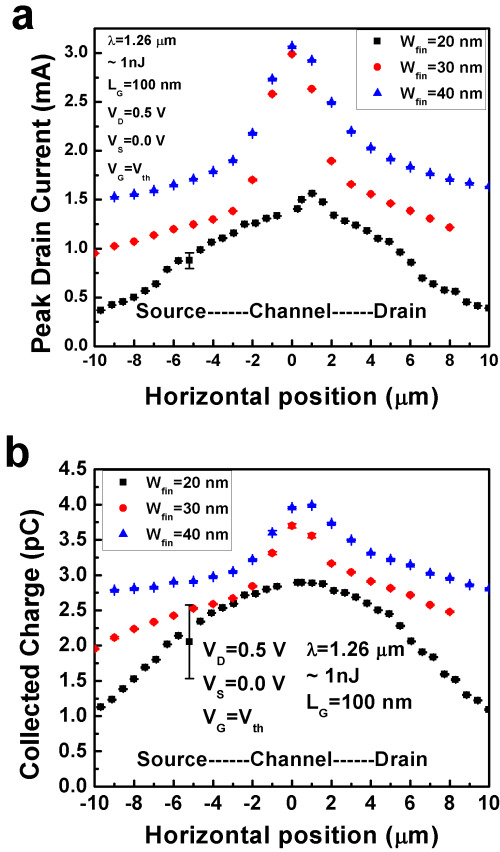 a
λ=1.26 μm
~ 1nJ
L_G=100 nm
V_D=0.5 V
V_S=0.0 V
V_G=V_th
W_fin=20 nm
W_fin=30 nm
W_fin=40 nm
Peak Drain Current (mA)
3.0
2.5
2.0
1.5
1.0
0.5
0.0
Source------Channel------Drain
-10 -8 -6 -4 -2 0 2 4 6 8 10
Horizontal position (μm)
b
W_fin=20 nm
W_fin=30 nm
W_fin=40 nm
Collected Charge (pC)
4.5
4.0
3.5
3.0
2.5
2.0
1.5
1.0
0.5
0.0
V_D=0.5 V
V_S=0.0 V
V_G=V_th
λ=1.26 μm
~ 1nJ
L_G=100 nm
Source------Channel------Drain
-10 -8 -6 -4 -2 0 2 4 6 8 10
Horizontal position (μm)